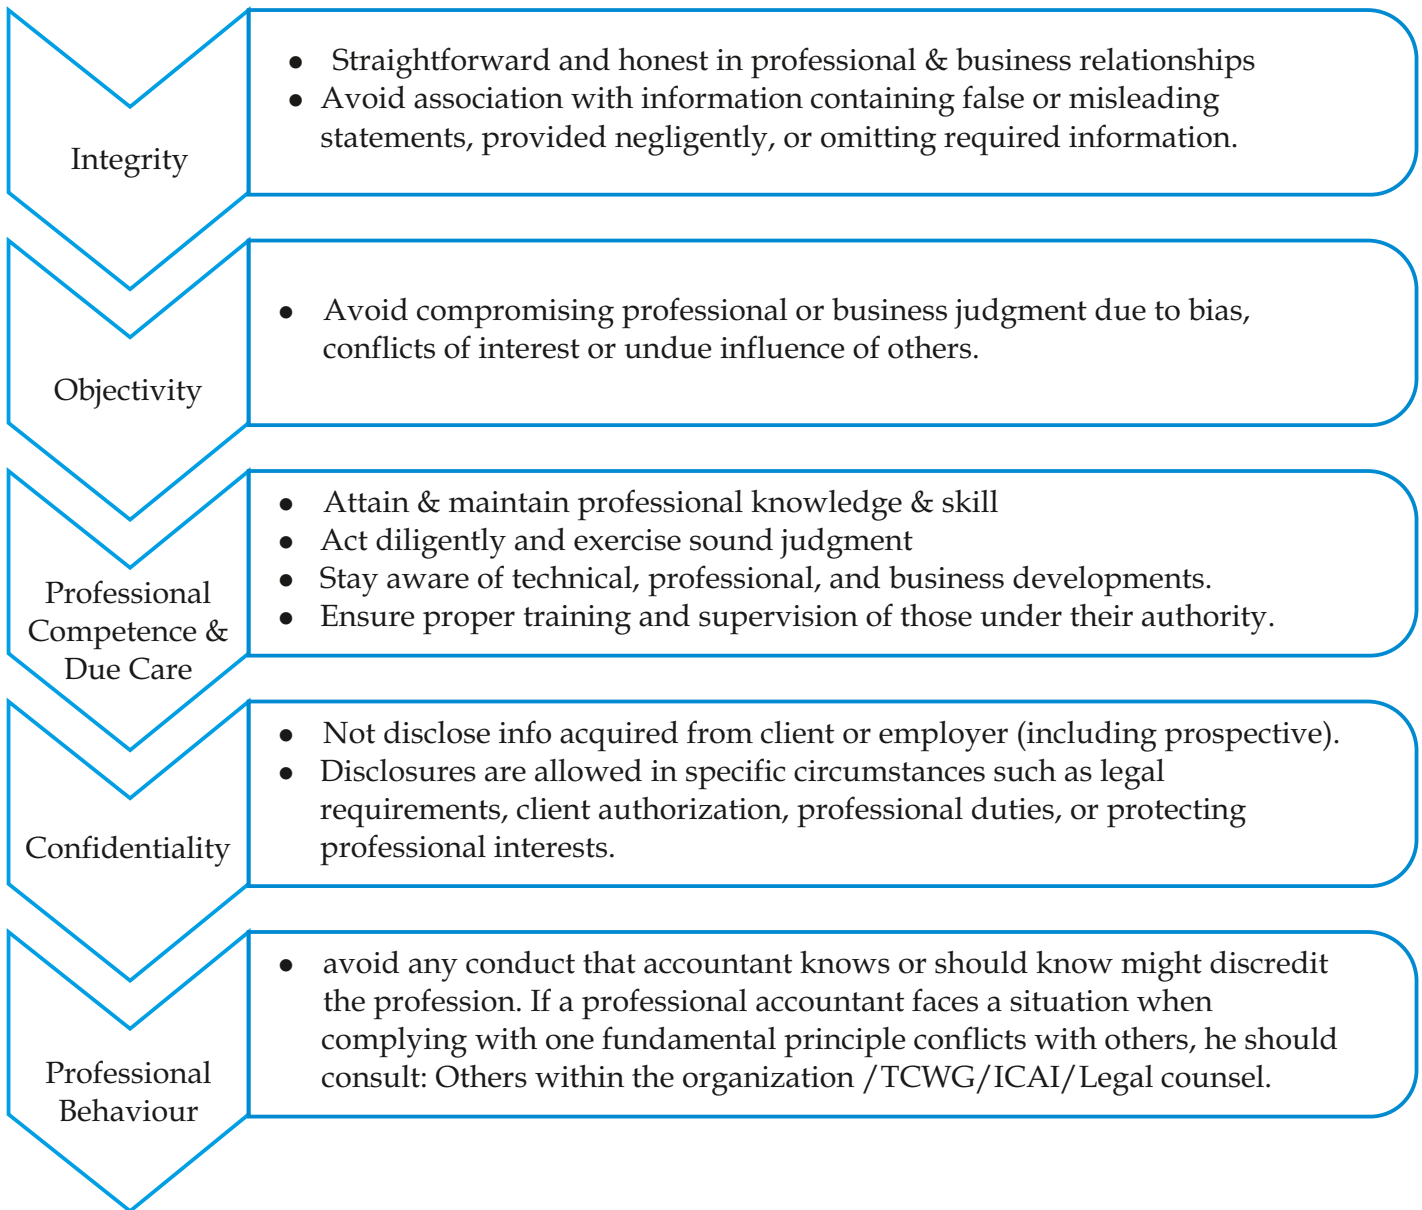 Integrity
● Straightforward and honest in professional & business relationships
● Avoid association with information containing false or misleading
statements, provided negligently, or omitting required information.
Objectivity
● Avoid compromising professional or business judgment due to bias,
conflicts of interest or undue influence of others.
Professional
Competence &
Due Care
● Attain & maintain professional knowledge & skill
● Act diligently and exercise sound judgment
● Stay aware of technical, professional, and business developments.
● Ensure proper training and supervision of those under their authority.
Confidentiality
● Not disclose info acquired from client or employer (including prospective).
● Disclosures are allowed in specific circumstances such as legal
requirements, client authorization, professional duties, or protecting
professional interests.
Professional
Behaviour
● avoid any conduct that accountant knows or should know might discredit
the profession. If a professional accountant faces a situation when
complying with one fundamental principle conflicts with others, he should
consult: Others within the organization /TCWG/ICAI/Legal counsel.